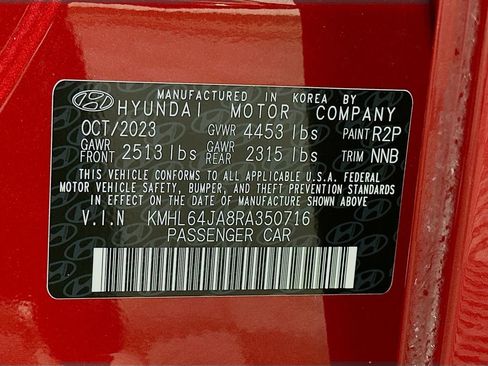 MANUFACTURED IN KOREA BY
HYUNDAI MOTOR COMPANY
OCT/2023 GVWR 4453 lbs PAINT R2P
GAWR FRONT 2513 lbs GAWR REAR 2315 lbs TRIM NNB
THIS VEHICLE CONFORMS TO ALL APPLICABLE U.S.A. FEDERAL
MOTOR VEHICLE SAFETY, BUMPER, AND THEFT PREVENTION STANDARDS
IN EFFECT ON THE DATE OF MANUFACTURE SHOWN ABOVE.
V.I.N KMHL64JA8RA350716
PASSENGER CAR